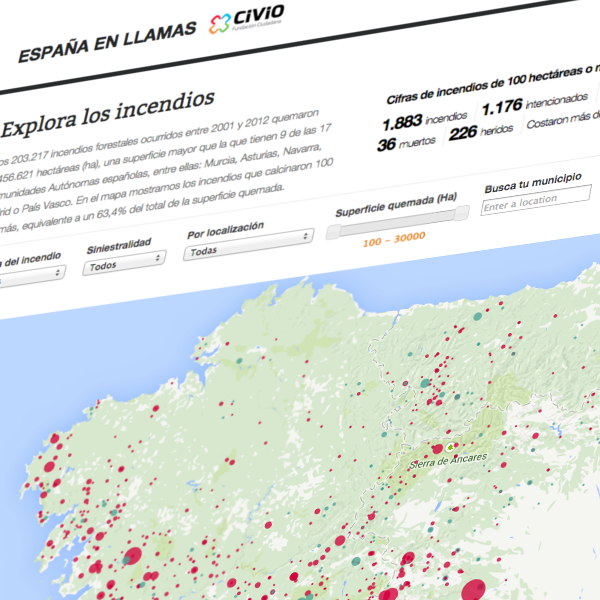 ESPAÑA EN LLAMAS
CiViO
Fundación Ciudadana
Explora los incendios
os 203.217 incendios forestales ocurridos entre 2001 y 2012 quemaron
456.621 hectáreas (ha), una superficie mayor que la que tienen 9 de las 17
munidades Autónomas españolas, entre ellas: Murcia, Asturias, Navarra,
rid o País Vasco. En el mapa mostramos los incendios que calcinaron 100
más, equivalente a un 63,4% del total de la superficie quemada.
Cifras de incendios de 100 hectáreas o
1.883 incendios 1.176 intencionados
36 muertos 226 heridos Costaron más d
del incendio
Siniestralidad
Todos
Por localización
Todas
Superficie quemada (Ha)
100 - 30000
Busca tu municipio
Enter a location
Sierra de Ancares